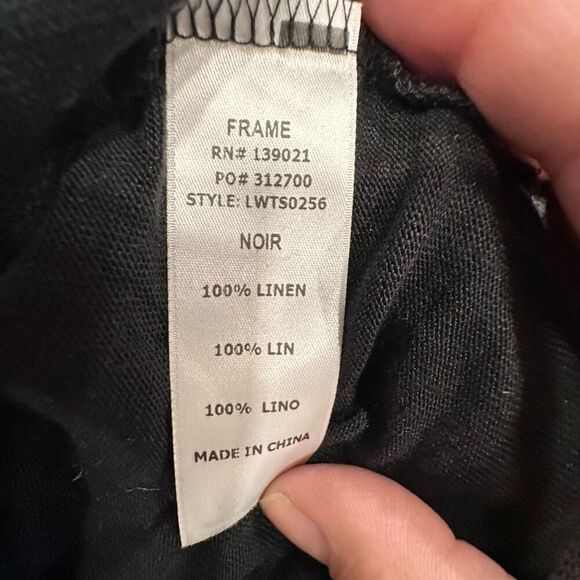 FRAME
RN# 139021
PO# 312700
STYLE: LWTS0256
NOIR
100% LINEN
100% LIN
100% LINO
MADE IN CHINA